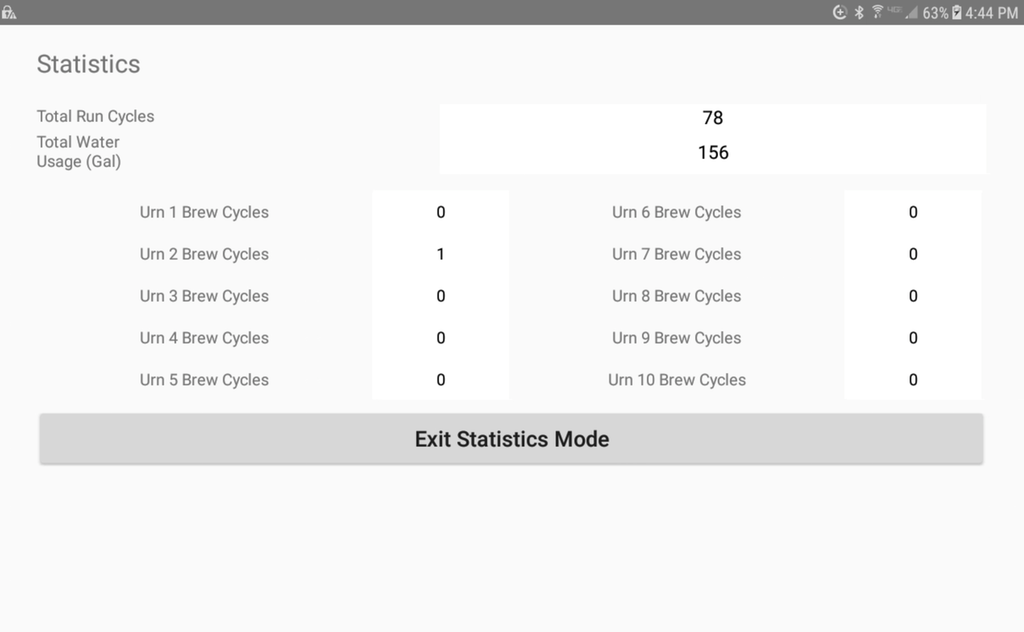 63% 4:44 PM
Statistics
Total Run Cycles 78
Total Water
Usage (Gal) 156
Urn 1 Brew Cycles 0 Urn 6 Brew Cycles 0
Urn 2 Brew Cycles 1 Urn 7 Brew Cycles 0
Urn 3 Brew Cycles 0 Urn 8 Brew Cycles 0
Urn 4 Brew Cycles 0 Urn 9 Brew Cycles 0
Urn 5 Brew Cycles 0 Urn 10 Brew Cycles 0
Exit Statistics Mode